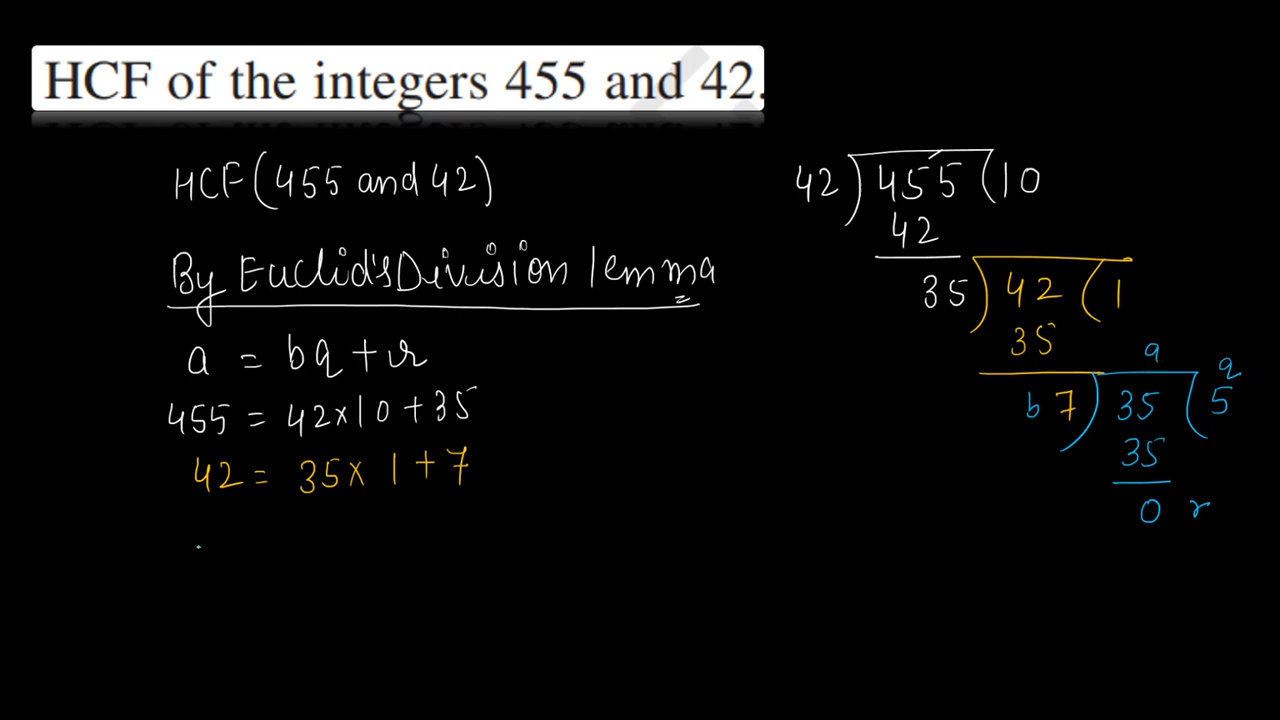 HCF of the integers 455 and 42.
HCF (455 and 42)
By Euclid's Division lemma
a = bq + r
455 = 42 × 10 + 35
42 = 35 × 1 + 7
42 ) 455 ( 10
42
35 ) 42 ( 1
35
a q
b 7 ) 35 ( 5
35
0 r